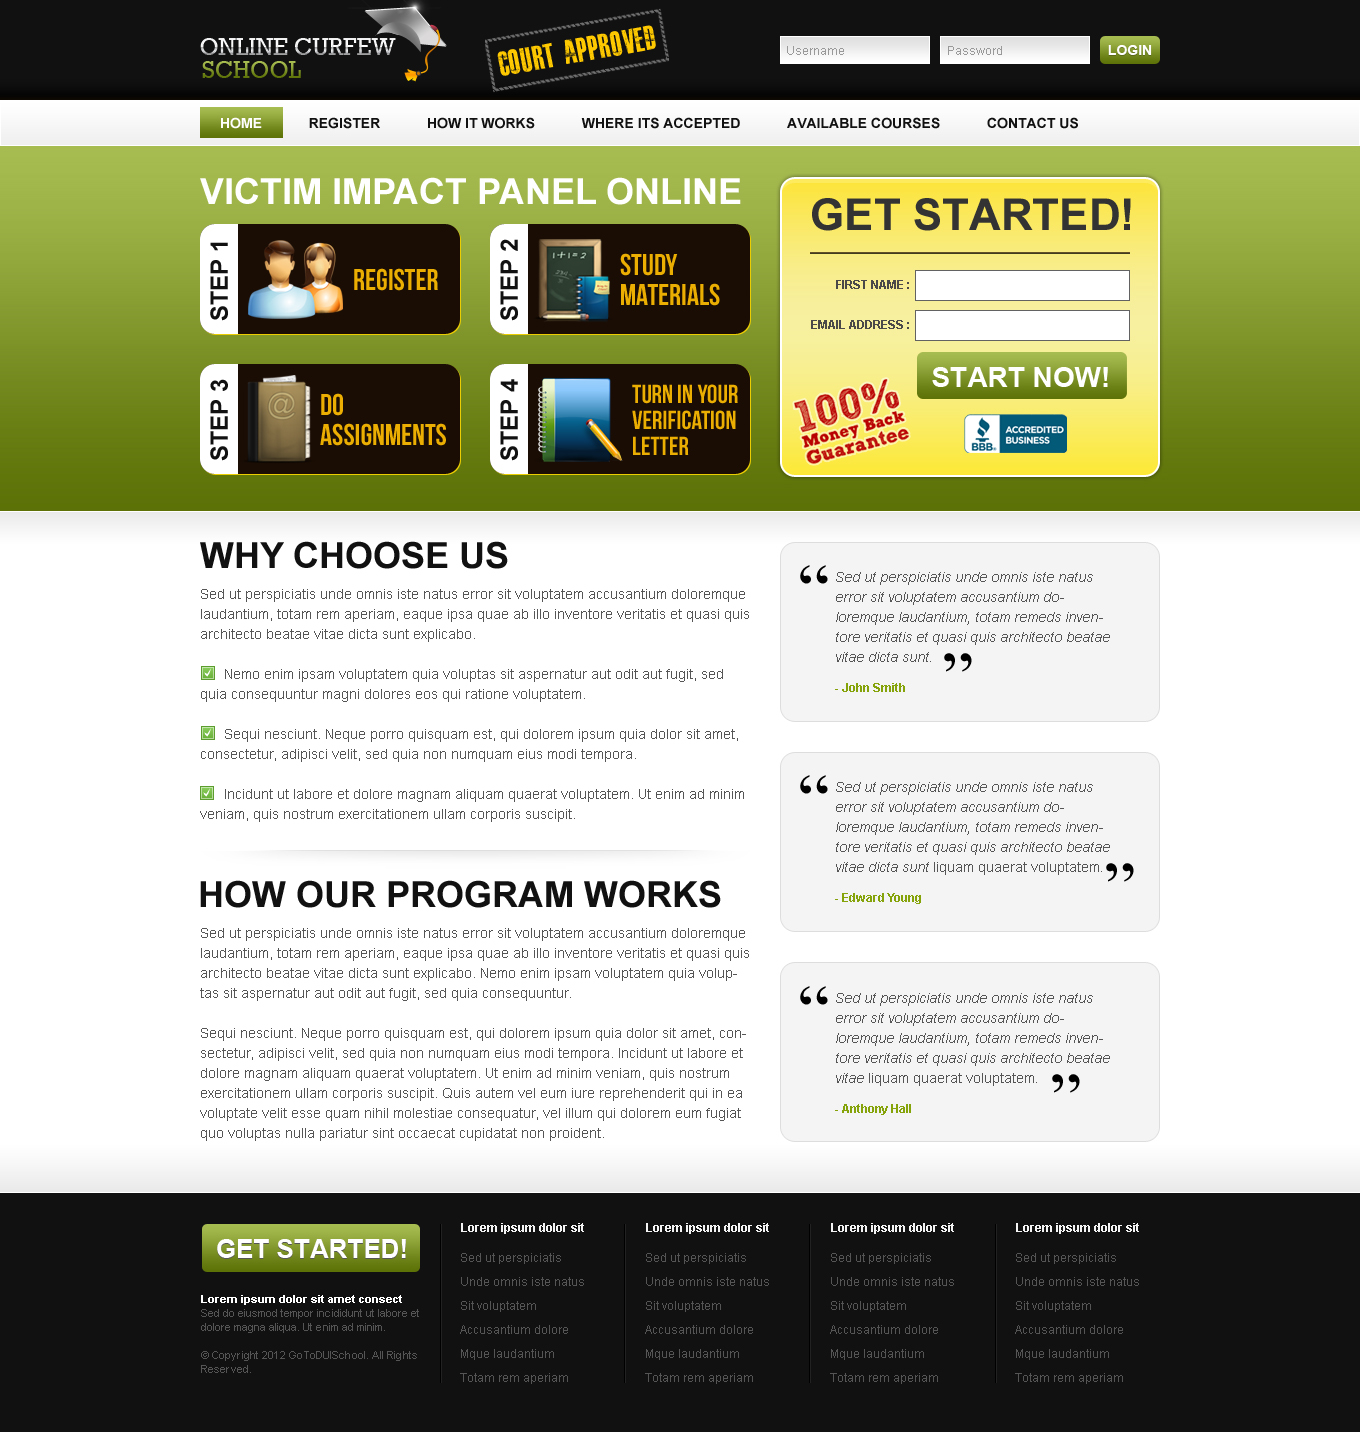 ONLINE CURFEW
SCHOOL
COURT APPROVED
Username
Password
LOGIN
HOME
REGISTER
HOW IT WORKS
WHERE ITS ACCEPTED
AVAILABLE COURSES
CONTACT US
VICTIM IMPACT PANEL ONLINE
STEP 1
REGISTER
STEP 2
1+1=2
STUDY
MATERIALS
STEP 3
@
DO
ASSIGNMENTS
STEP 4
TURN IN YOUR
VERIFICATION
LETTER
GET STARTED!
FIRST NAME :
EMAIL ADDRESS :
START NOW!
100%
Money Back
Guarantee
BBB.
ACCREDITED
BUSINESS
WHY CHOOSE US
Sed ut perspiciatis unde omnis iste natus error sit voluptatem accusantium doloremque
laudantium, totam rem aperiam, eaque ipsa quae ab illo inventore veritatis et quasi quis
architecto beatae vitae dicta sunt explicabo.
Nemo enim ipsam voluptatem quia voluptas sit aspernatur aut odit aut fugit, sed
quia consequuntur magni dolores eos qui ratione voluptatem.
Sequi nesciunt. Neque porro quisquam est, qui dolorem ipsum quia dolor sit amet,
consectetur, adipisci velit, sed quia non numquam eius modi tempora.
Incidunt ut labore et dolore magnam aliquam quaerat voluptatem. Ut enim ad minim
veniam, quis nostrum exercitationem ullam corporis suscipit.
HOW OUR PROGRAM WORKS
Sed ut perspiciatis unde omnis iste natus error sit voluptatem accusantium doloremque
laudantium, totam rem aperiam, eaque ipsa quae ab illo inventore veritatis et quasi quis
architecto beatae vitae dicta sunt explicabo. Nemo enim ipsam voluptatem quia volup-
tas sit aspernatur aut odit aut fugit, sed quia consequuntur.
Sequi nesciunt. Neque porro quisquam est, qui dolorem ipsum quia dolor sit amet, con-
sectetur, adipisci velit, sed quia non numquam eius modi tempora. Incidunt ut labore et
dolore magnam aliquam quaerat voluptatem. Ut enim ad minim veniam, quis nostrum
exercitationem ullam corporis suscipit. Quis autem vel eum iure reprehenderit qui in ea
voluptate velit esse quam nihil molestiae consequatur, vel illum qui dolorem eum fugiat
quo voluptas nulla pariatur sint occaecat cupidatat non proident.
“ Sed ut perspiciatis unde omnis iste natus
error sit voluptatem accusantium do-
loremque laudantium, totam remeds inven-
tore veritatis et quasi quis architecto beatae
vitae dicta sunt. ”
- John Smith
“ Sed ut perspiciatis unde omnis iste natus
error sit voluptatem accusantium do-
loremque laudantium, totam remeds inven-
tore veritatis et quasi quis architecto beatae
vitae dicta sunt liquam quaerat voluptatem. ”
- Edward Young
“ Sed ut perspiciatis unde omnis iste natus
error sit voluptatem accusantium do-
loremque laudantium, totam remeds inven-
tore veritatis et quasi quis architecto beatae
vitae liquam quaerat voluptatem. ”
- Anthony Hall
GET STARTED!
Lorem ipsum dolor sit amet consect
Sed do eiusmod tempor incididunt ut labore et
dolore magna aliqua. Ut enim ad minim.
© Copyright 2012 GoToDUISchool. All Rights
Reserved.
Lorem ipsum dolor sit
Sed ut perspiciatis
Unde omnis iste natus
Sit voluptatem
Accusantium dolore
Mque laudantium
Totam rem aperiam
Lorem ipsum dolor sit
Sed ut perspiciatis
Unde omnis iste natus
Sit voluptatem
Accusantium dolore
Mque laudantium
Totam rem aperiam
Lorem ipsum dolor sit
Sed ut perspiciatis
Unde omnis iste natus
Sit voluptatem
Accusantium dolore
Mque laudantium
Totam rem aperiam
Lorem ipsum dolor sit
Sed ut perspiciatis
Unde omnis iste natus
Sit voluptatem
Accusantium dolore
Mque laudantium
Totam rem aperiam